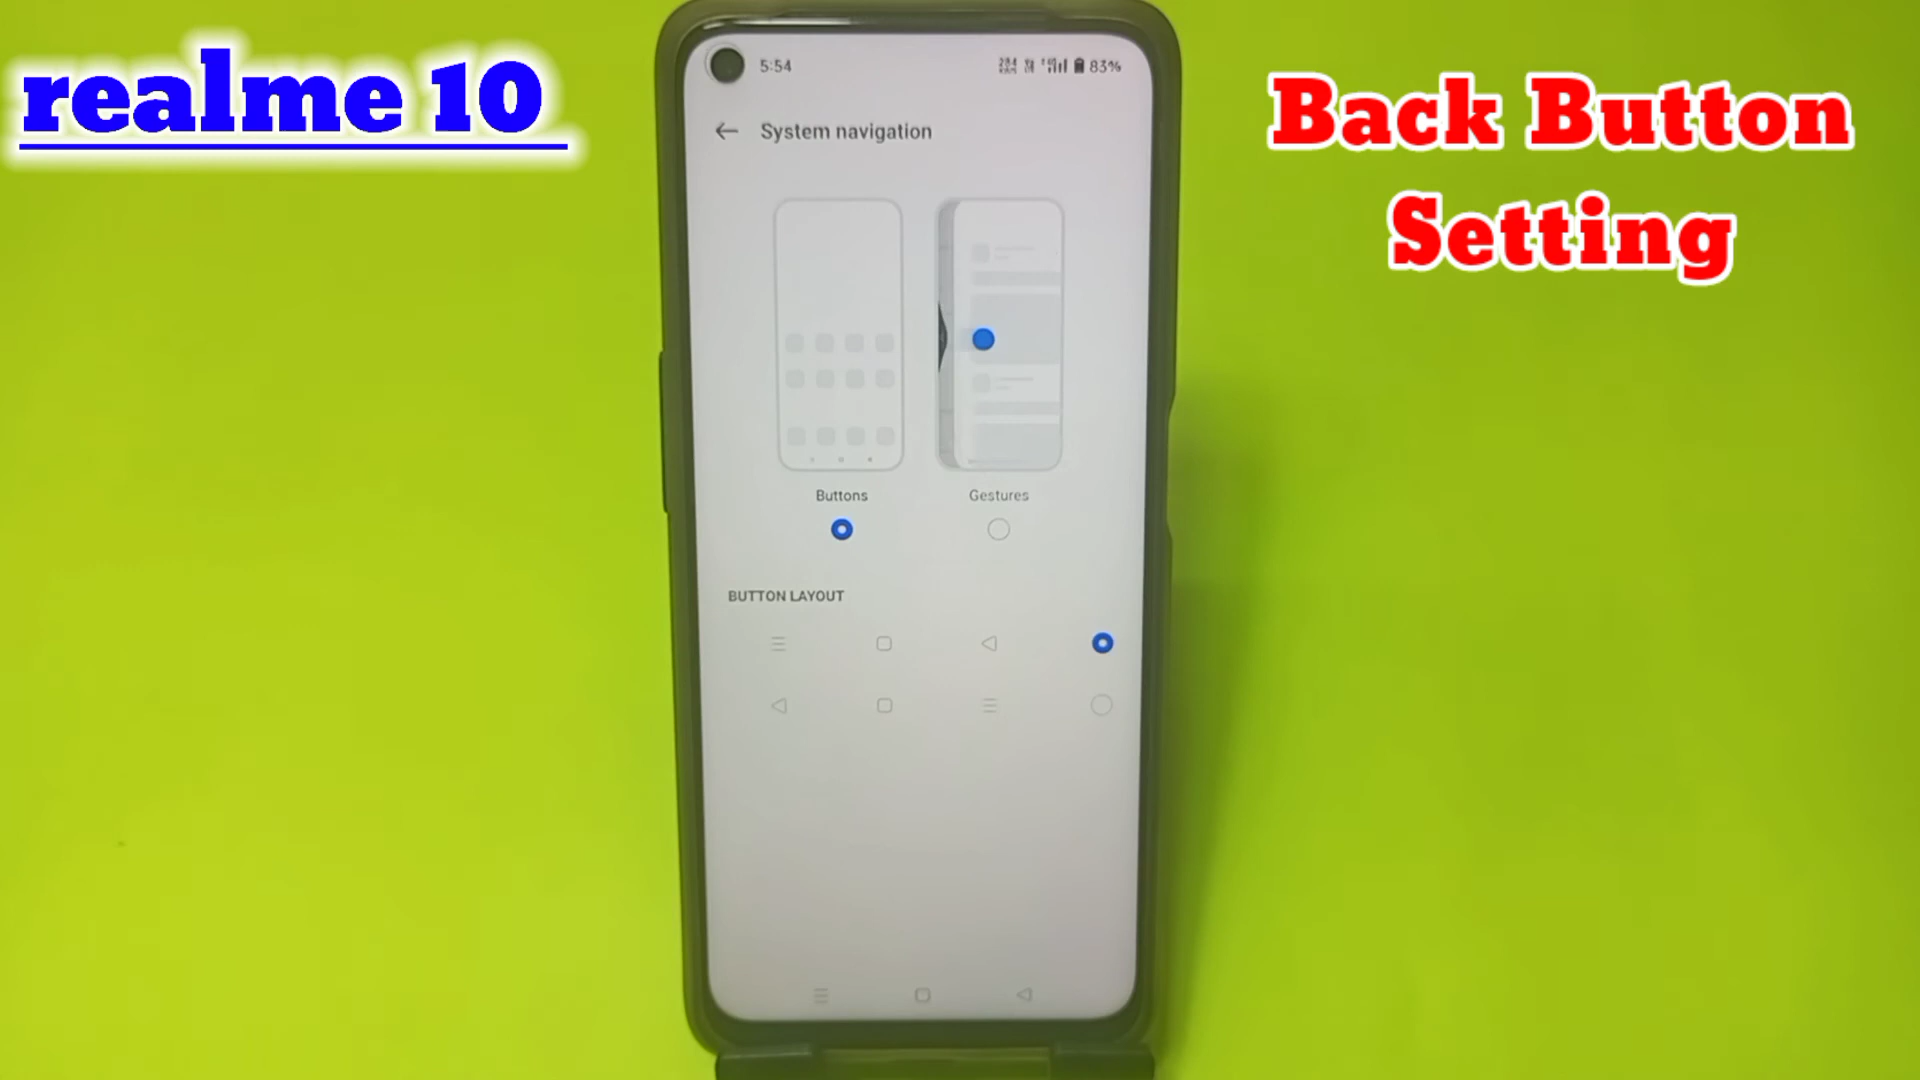 realme 10
Back Button
Setting
5:54
83%
System navigation
Buttons
Gestures
BUTTON LAYOUT